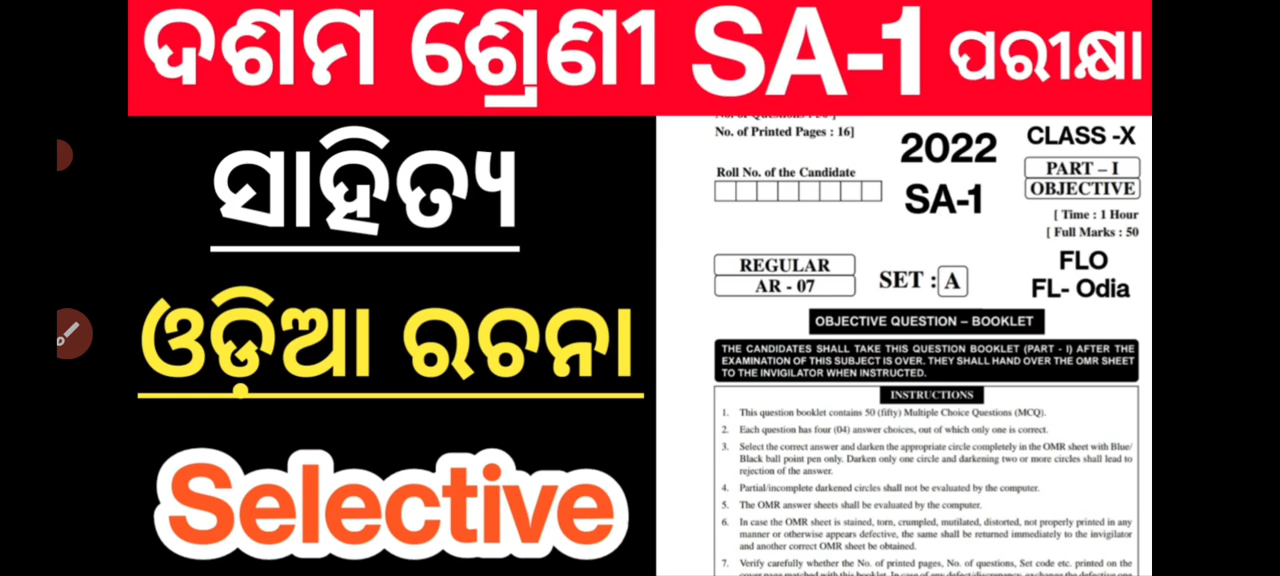 ଦଶମ ଶ୍ରେଣୀ SA-1 ପରୀକ୍ଷା
ସାହିତ୍ୟ
ଓଡ଼ିଆ ରଚନା
Selective
No. of Printed Pages : 16]
Roll No. of the Candidate
2022
SA-1
CLASS -X
PART – I
OBJECTIVE
[ Time : 1 Hour
[ Full Marks : 50
REGULAR
AR - 07
SET : A
FLO
FL- Odia
OBJECTIVE QUESTION – BOOKLET
THE CANDIDATES SHALL TAKE THIS QUESTION BOOKLET (PART - I) AFTER THE
EXAMINATION OF THIS SUBJECT IS OVER. THEY SHALL HAND OVER THE OMR SHEET
TO THE INVIGILATOR WHEN INSTRUCTED.
INSTRUCTIONS
1. This question booklet contains 50 (fifty) Multiple Choice Questions (MCQ).
2. Each question has four (04) answer choices, out of which only one is correct.
3. Select the correct answer and darken the appropriate circle completely in the OMR sheet with Blue/
Black ball point pen only. Darken only one circle and darkening two or more circles shall lead to
rejection of the answer.
4. Partial/incomplete darkened circles shall not be evaluated by the computer.
5. The OMR answer sheets shall be evaluated by the computer.
6. In case the OMR sheet is stained, torn, crumpled, mutilated, distorted, not properly printed in any
manner or otherwise appears defective, the same shall be returned immediately to the invigilator
and another correct OMR sheet be obtained.
7. Verify carefully whether the No. of printed pages, No. of questions, Set code etc. printed on the